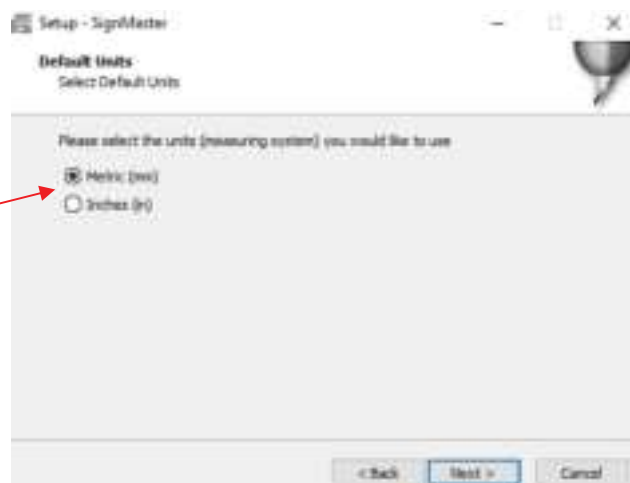 Setup - SignMaster
Default Units
Select Default Units
Please select the units (measuring system) you would like to use
Metric (mm)
Inches (in)
< Back
Next >
Cancel